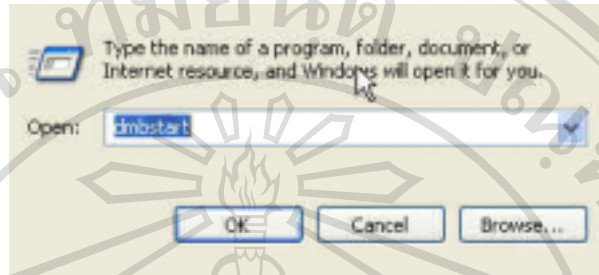 Type the name of a program, folder, document, or
Internet resource, and Windows will open it for you.
Open: dmbstart
OK Cancel Browse...